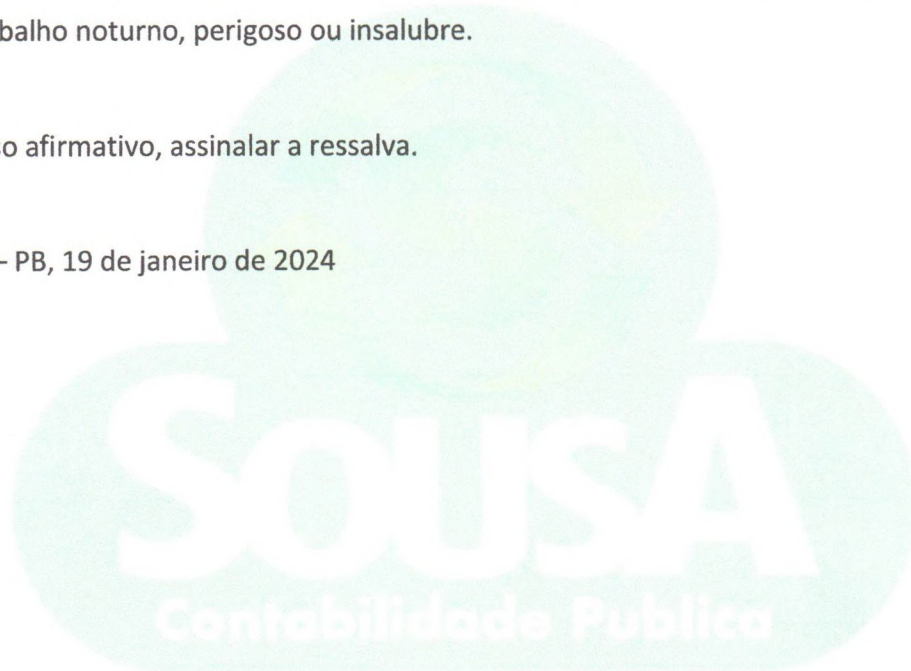 balho noturno, perigoso ou insalubre.
o afirmativo, assinalar a ressalva.
- PB, 19 de janeiro de 2024
SOUSA
Contabilidade Publica